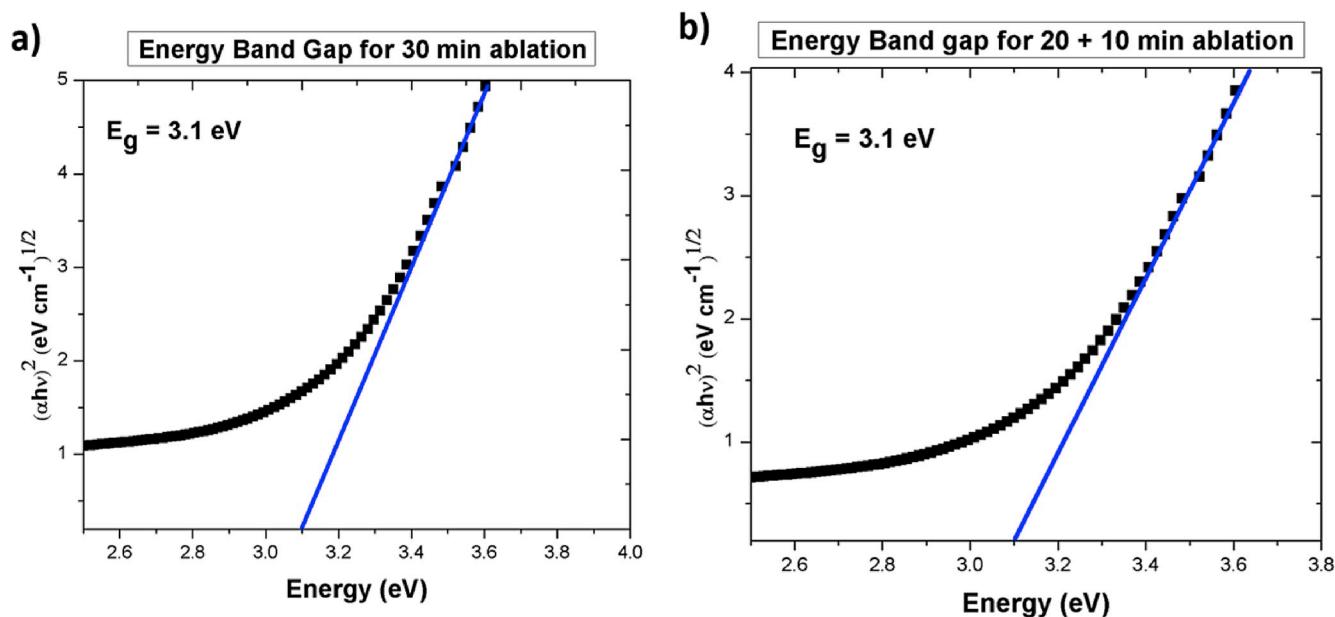 a)
Energy Band Gap for 30 min ablation
E_g = 3.1 eV
(αhν)^2 (eV cm^-1)^1/2
5
4
3
2
1
2.6 2.8 3.0 3.2 3.4 3.6 3.8 4.0
Energy (eV)
b)
Energy Band gap for 20 + 10 min ablation
E_g = 3.1 eV
(αhν)^2 (eV cm^-1)^1/2
4
3
2
1
2.6 2.8 3.0 3.2 3.4 3.6 3.8
Energy (eV)